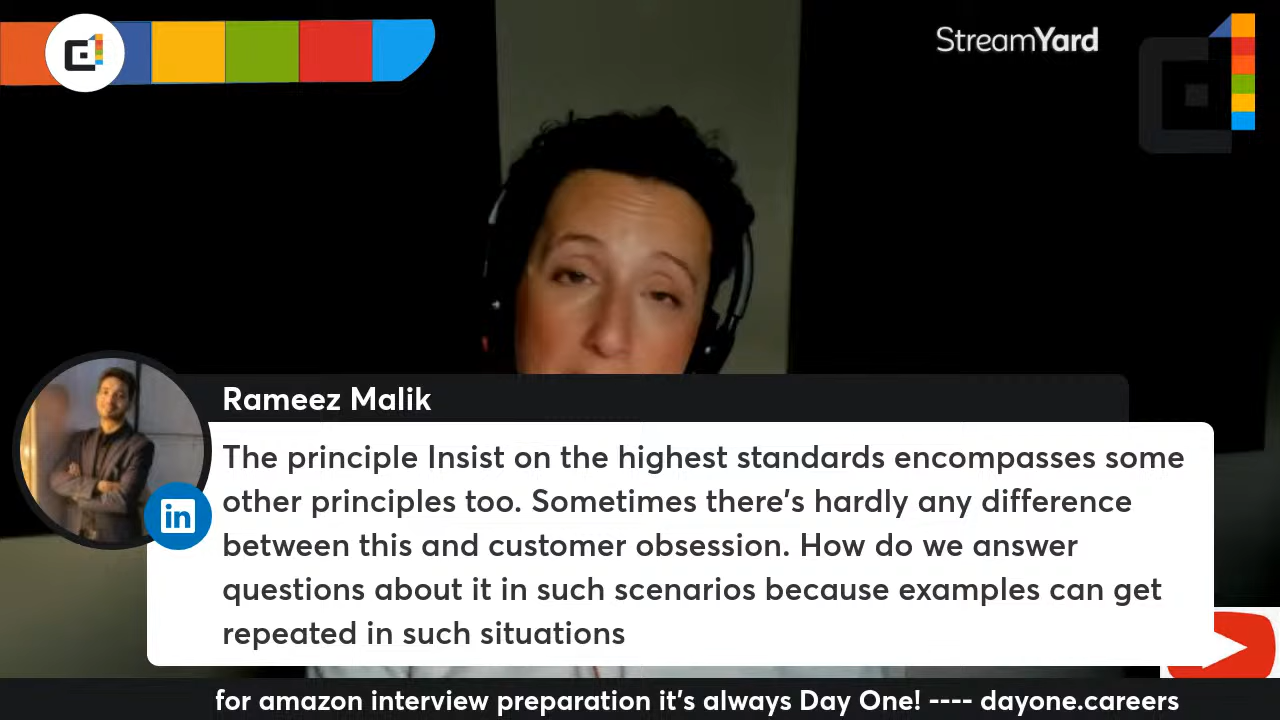 StreamYard
Rameez Malik
The principle Insist on the highest standards encompasses some
other principles too. Sometimes there's hardly any difference
between this and customer obsession. How do we answer
questions about it in such scenarios because examples can get
repeated in such situations
in
for amazon interview preparation it's always Day One! ---- dayone.careers